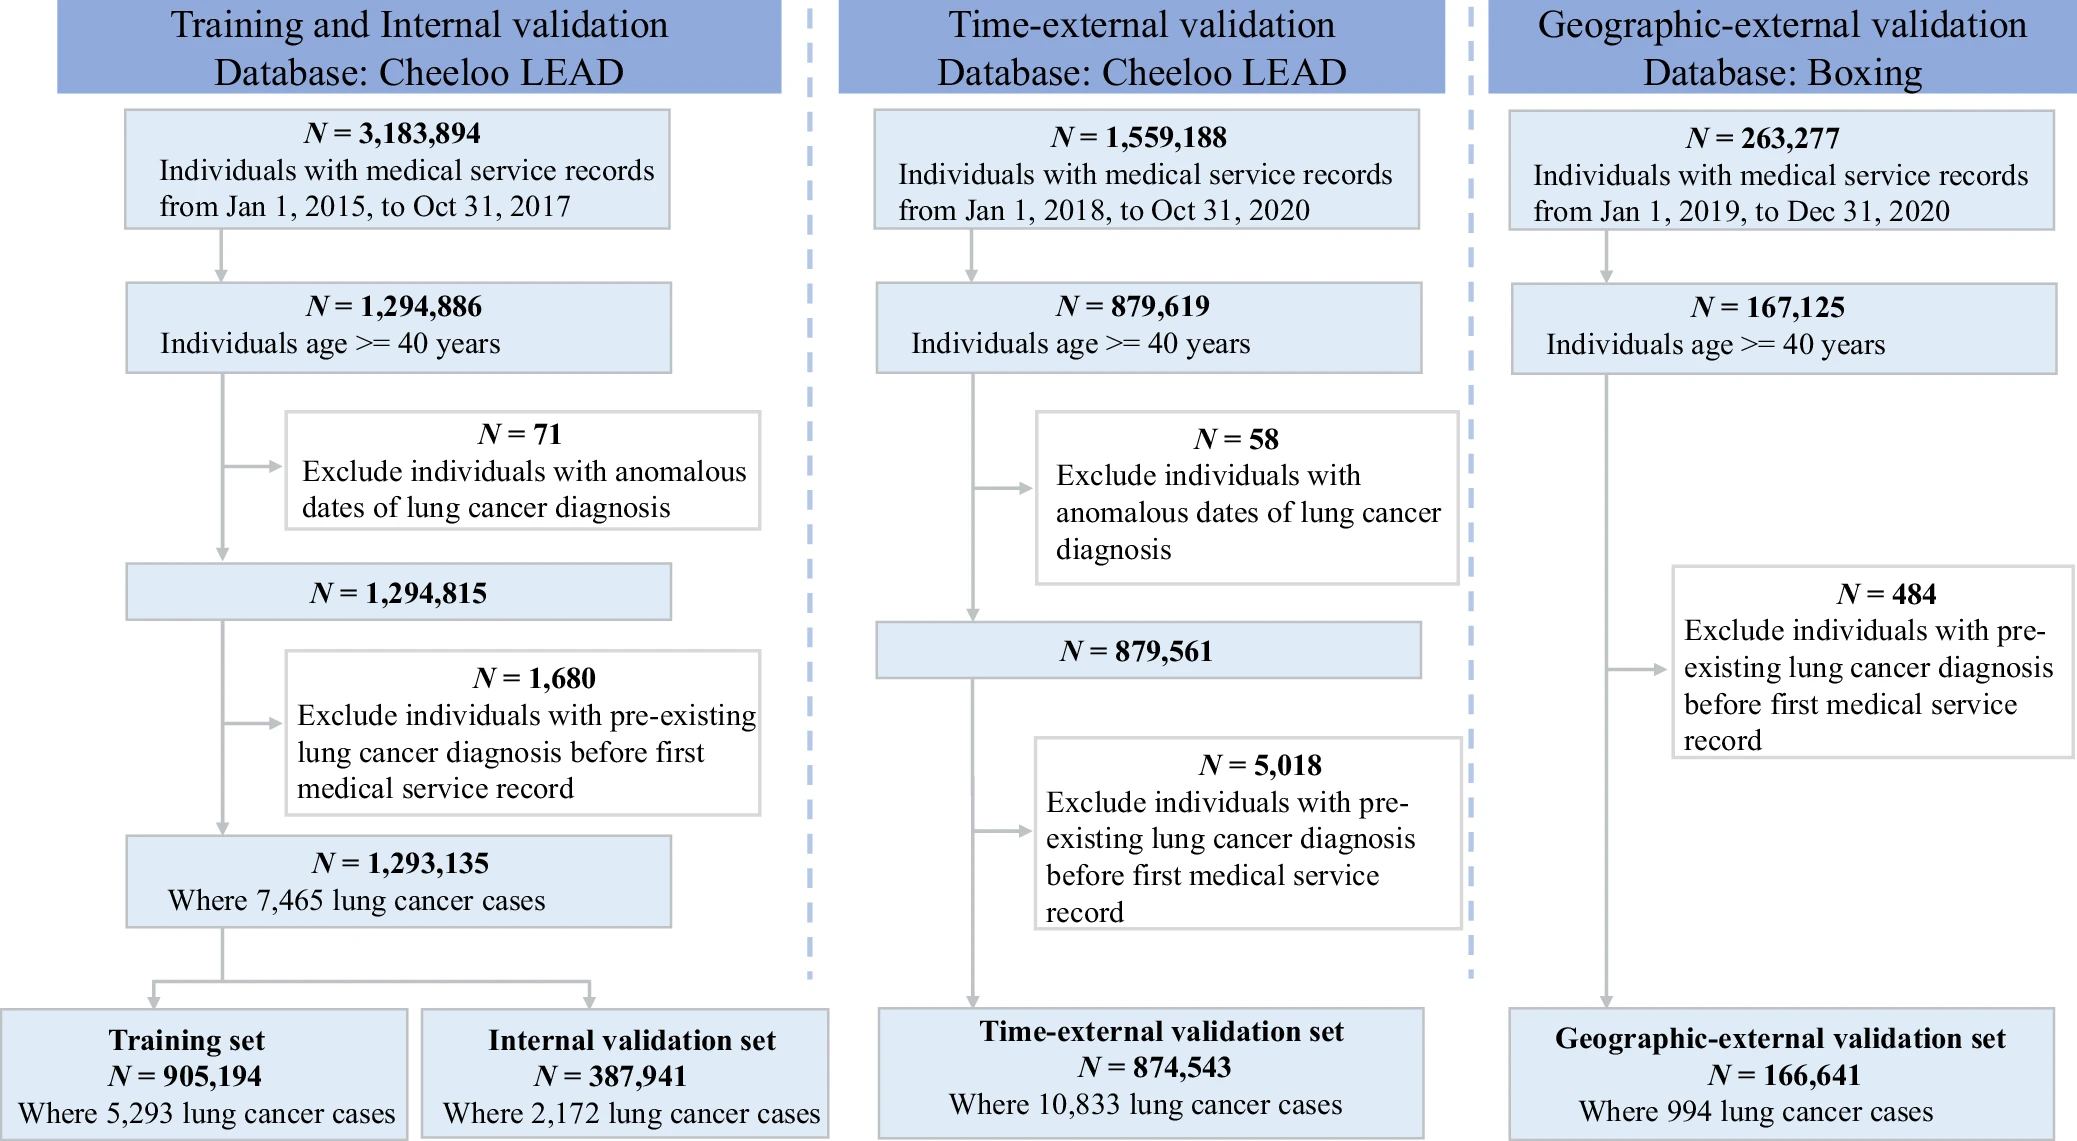 Training and Internal validation
Database: Cheeloo LEAD
N = 3,183,894
Individuals with medical service records
from Jan 1, 2015, to Oct 31, 2017
N = 1,294,886
Individuals age >= 40 years
N = 71
Exclude individuals with anomalous
dates of lung cancer diagnosis
N = 1,294,815
N = 1,680
Exclude individuals with pre-existing
lung cancer diagnosis before first
medical service record
N = 1,293,135
Where 7,465 lung cancer cases
Training set
N = 905,194
Where 5,293 lung cancer cases
Internal validation set
N = 387,941
Where 2,172 lung cancer cases
Time-external validation
Database: Cheeloo LEAD
N = 1,559,188
Individuals with medical service records
from Jan 1, 2018, to Oct 31, 2020
N = 879,619
Individuals age >= 40 years
N = 58
Exclude individuals with
anomalous dates of lung cancer
diagnosis
N = 879,561
N = 5,018
Exclude individuals with pre-
existing lung cancer diagnosis
before first medical service
record
Time-external validation set
N = 874,543
Where 10,833 lung cancer cases
Geographic-external validation
Database: Boxing
N = 263,277
Individuals with medical service records
from Jan 1, 2019, to Dec 31, 2020
N = 167,125
Individuals age >= 40 years
N = 484
Exclude individuals with pre-
existing lung cancer diagnosis
before first medical service
record
Geographic-external validation set
N = 166,641
Where 994 lung cancer cases